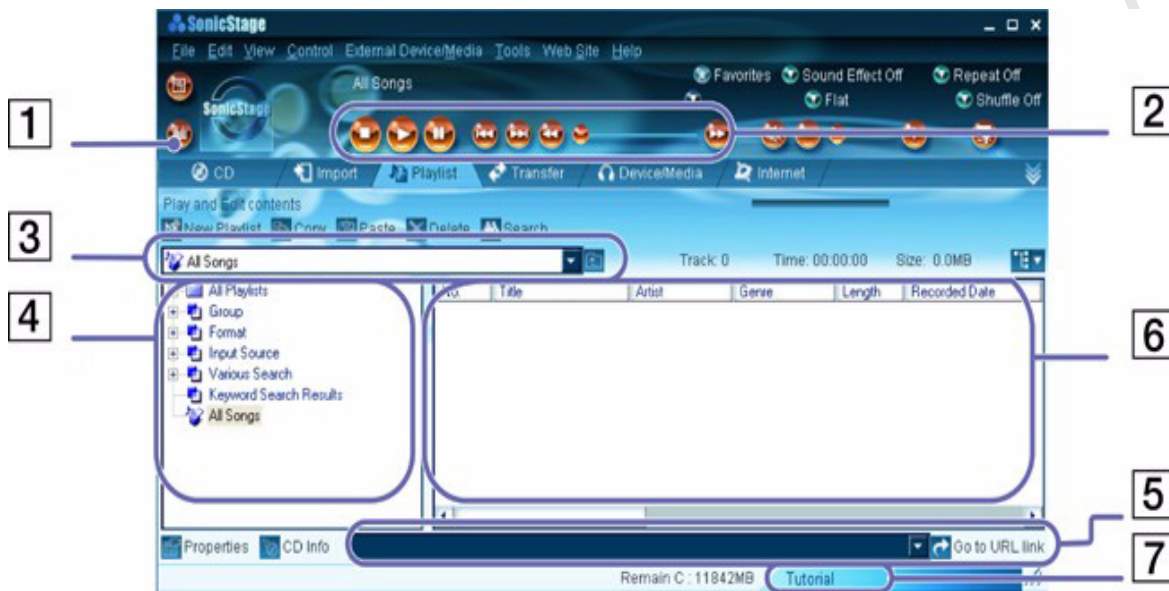 SonicStage
File Edit View Control External Device/Media Tools Web Site Help
All Songs
Favorites Sound Effect Off Repeat Off
Flat Shuffle Off
SonicStage
1
2
CD Import Playlist Transfer Device/Media Internet
Play and Edit contents
New Playlist Copy Paste Delete Search
3
All Songs Track: 0 Time: 00:00:00 Size: 0.0MB
4
All Playlists
Group
Format
Input Source
Various Search
Keyword Search Results
All Songs
No. Title Artist Genre Length Recorded Date
6
5
Properties CD Info Go to URL link
7
Remain C : 11842MB Tutorial